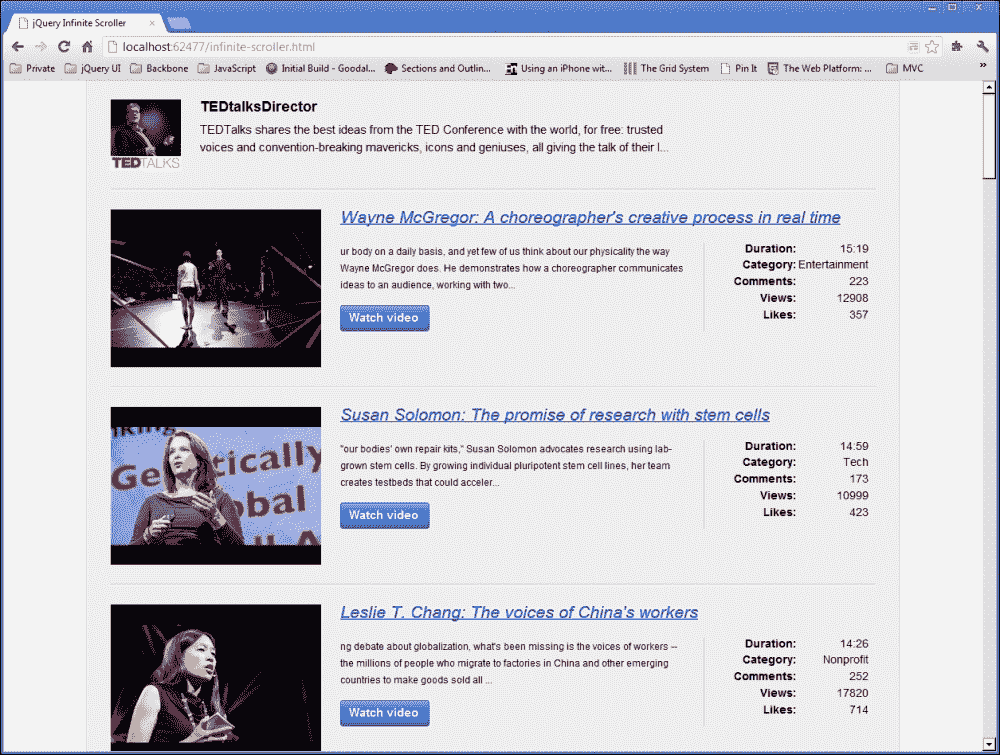 jQuery Infinite Scroller
localhost:62477/infinite-scroller.html
Private jQuery UI Backbone JavaScript Initial Build - Goodal... Sections and Outlin... Using an iPhone wit... The Grid System Pin It The Web Platform: ... MVC »
TEDtalksDirector
TEDTalks shares the best ideas from the TED Conference with the world, for free: trusted
voices and convention-breaking mavericks, icons and geniuses, all giving the talk of their l...
TEDTALKS
Wayne McGregor: A choreographer's creative process in real time
ur body on a daily basis, and yet few of us think about our physicality the way
Wayne McGregor does. He demonstrates how a choreographer communicates
ideas to an audience, working with two...
Watch video
Duration: 15:19
Category: Entertainment
Comments: 223
Views: 12908
Likes: 357
Susan Solomon: The promise of research with stem cells
"our bodies' own repair kits," Susan Solomon advocates research using lab-
grown stem cells. By growing individual pluripotent stem cell lines, her team
creates testbeds that could acceler...
Watch video
Duration: 14:59
Category: Tech
Comments: 173
Views: 10999
Likes: 423
Leslie T. Chang: The voices of China's workers
ng debate about globalization, what's been missing is the voices of workers --
the millions of people who migrate to factories in China and other emerging
countries to make goods sold all ...
Watch video
Duration: 14:26
Category: Nonprofit
Comments: 252
Views: 17820
Likes: 714